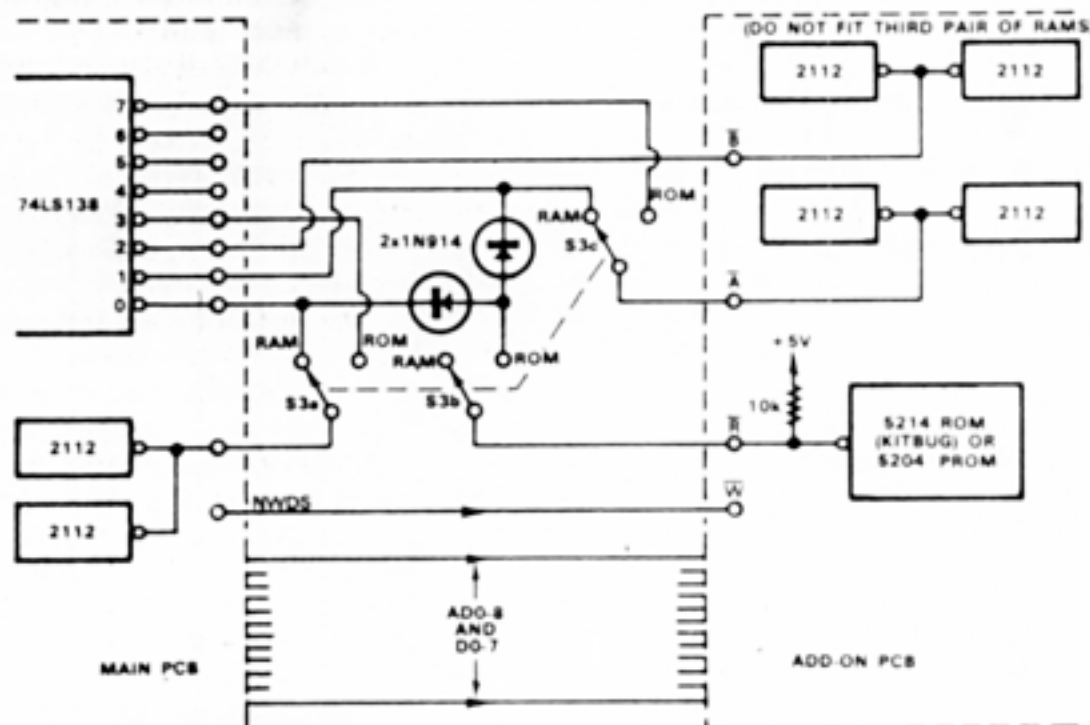 (DO NOT FIT THIRD PAIR OF RAMS
2112
2112
7
6
5
4
3
2
1
0
74LS138
B
ROM
RAM
S3c
2x1N914
2112
2112
A
RAM
ROM
RAM
ROM
S3a
S3b
+5V
10k
R
5214 ROM
(KITBUG) OR
5204 PROM
2112
2112
NWDS
W
AD0-8
AND
D0-7
MAIN PCB
ADD-ON PCB